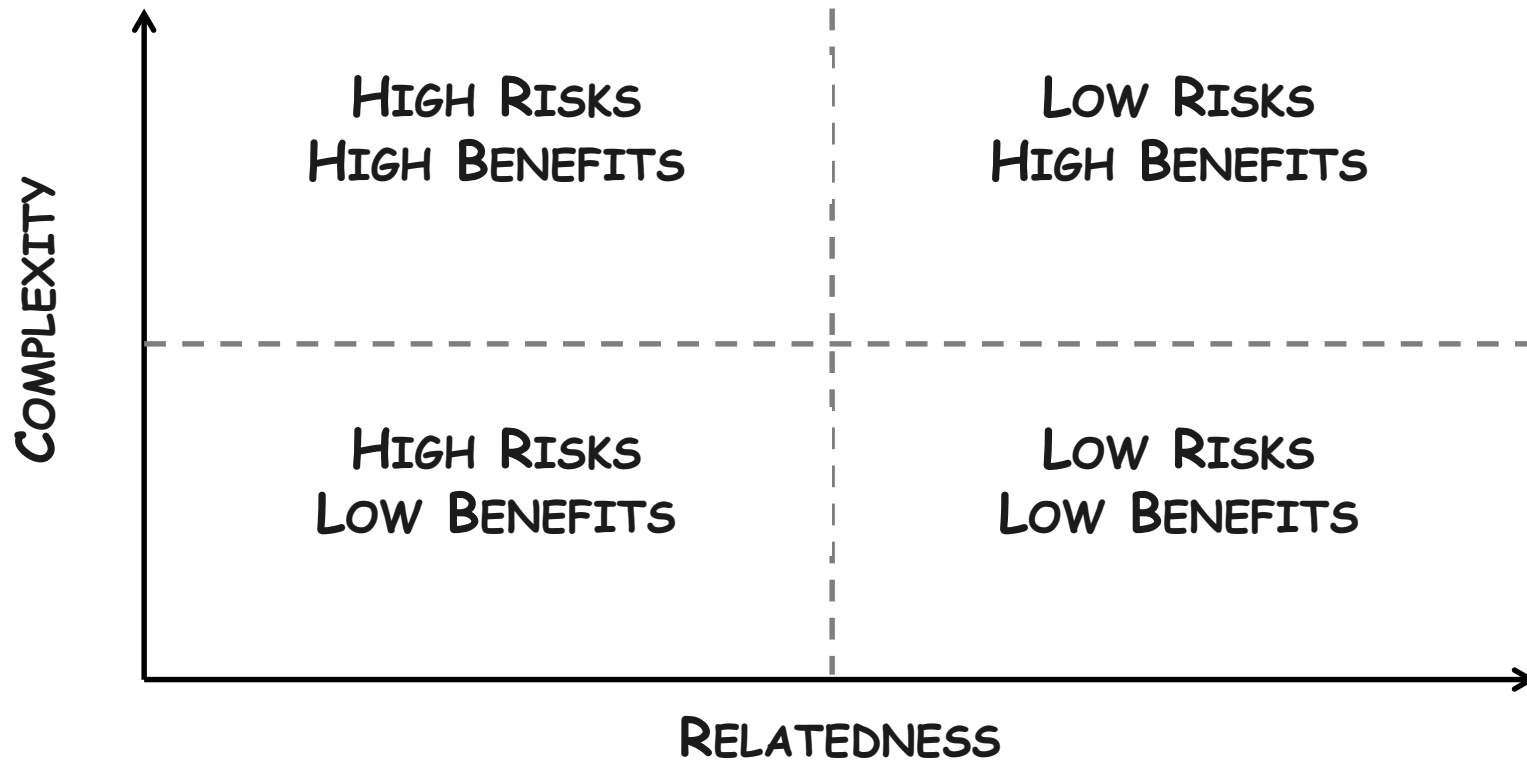 High Risks
High Benefits
Low Risks
High Benefits
Complexity
High Risks
Low Benefits
Low Risks
Low Benefits
Relatedness